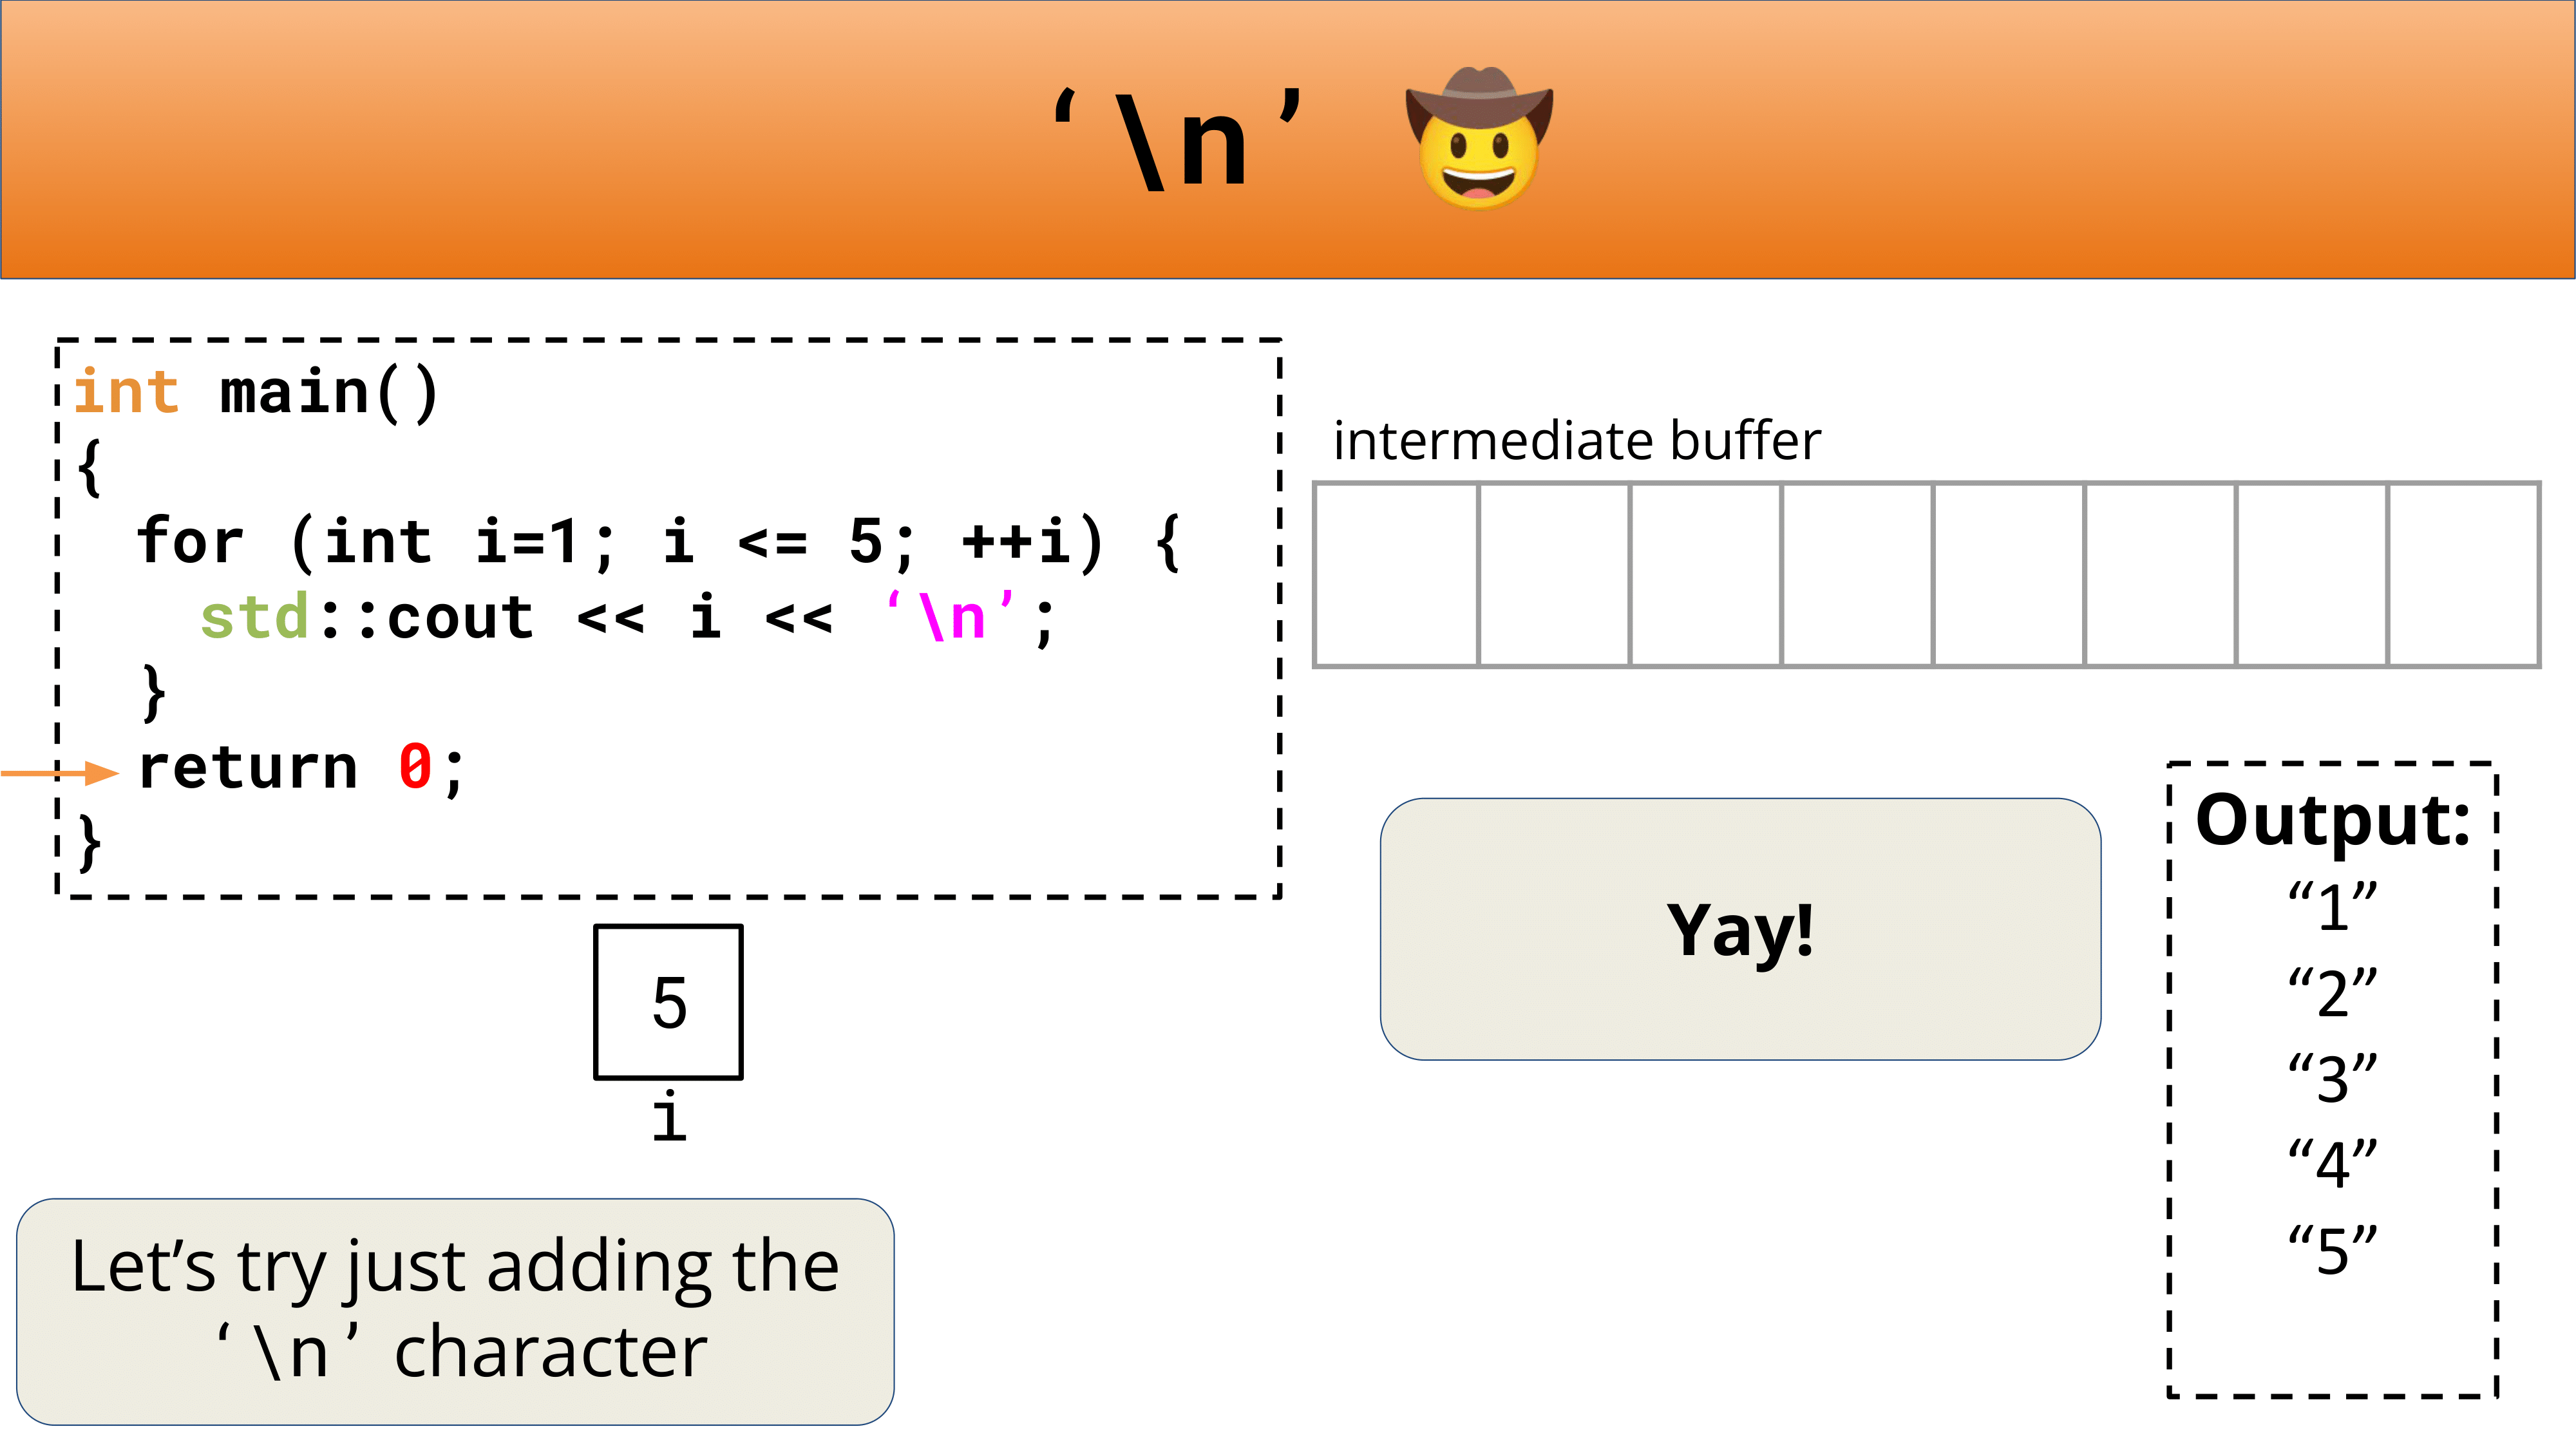 ‘\n’ 🤠
int main()
{
  for (int i=1; i <= 5; ++i) {
    std::cout << i << ‘\n’;
  }
  return 0;
}
5
i
Let’s try just adding the
‘\n’ character
intermediate buffer
Yay!
Output:
“1”
“2”
“3”
“4”
“5”